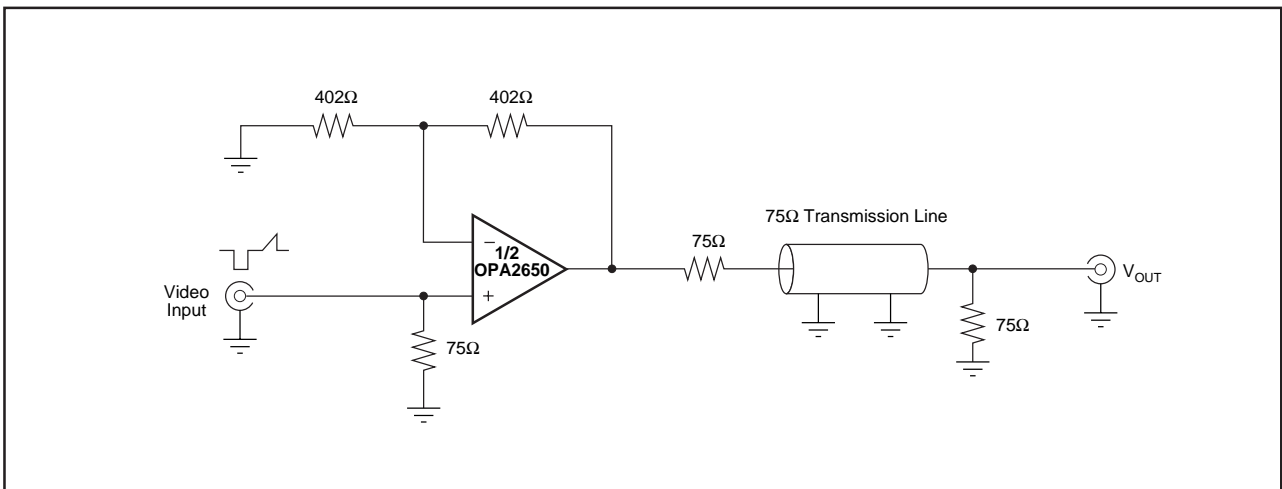 402Ω
402Ω
75Ω Transmission Line
75Ω
−
1/2
OPA2650
+
Video
Input
75Ω
75Ω
VOUT